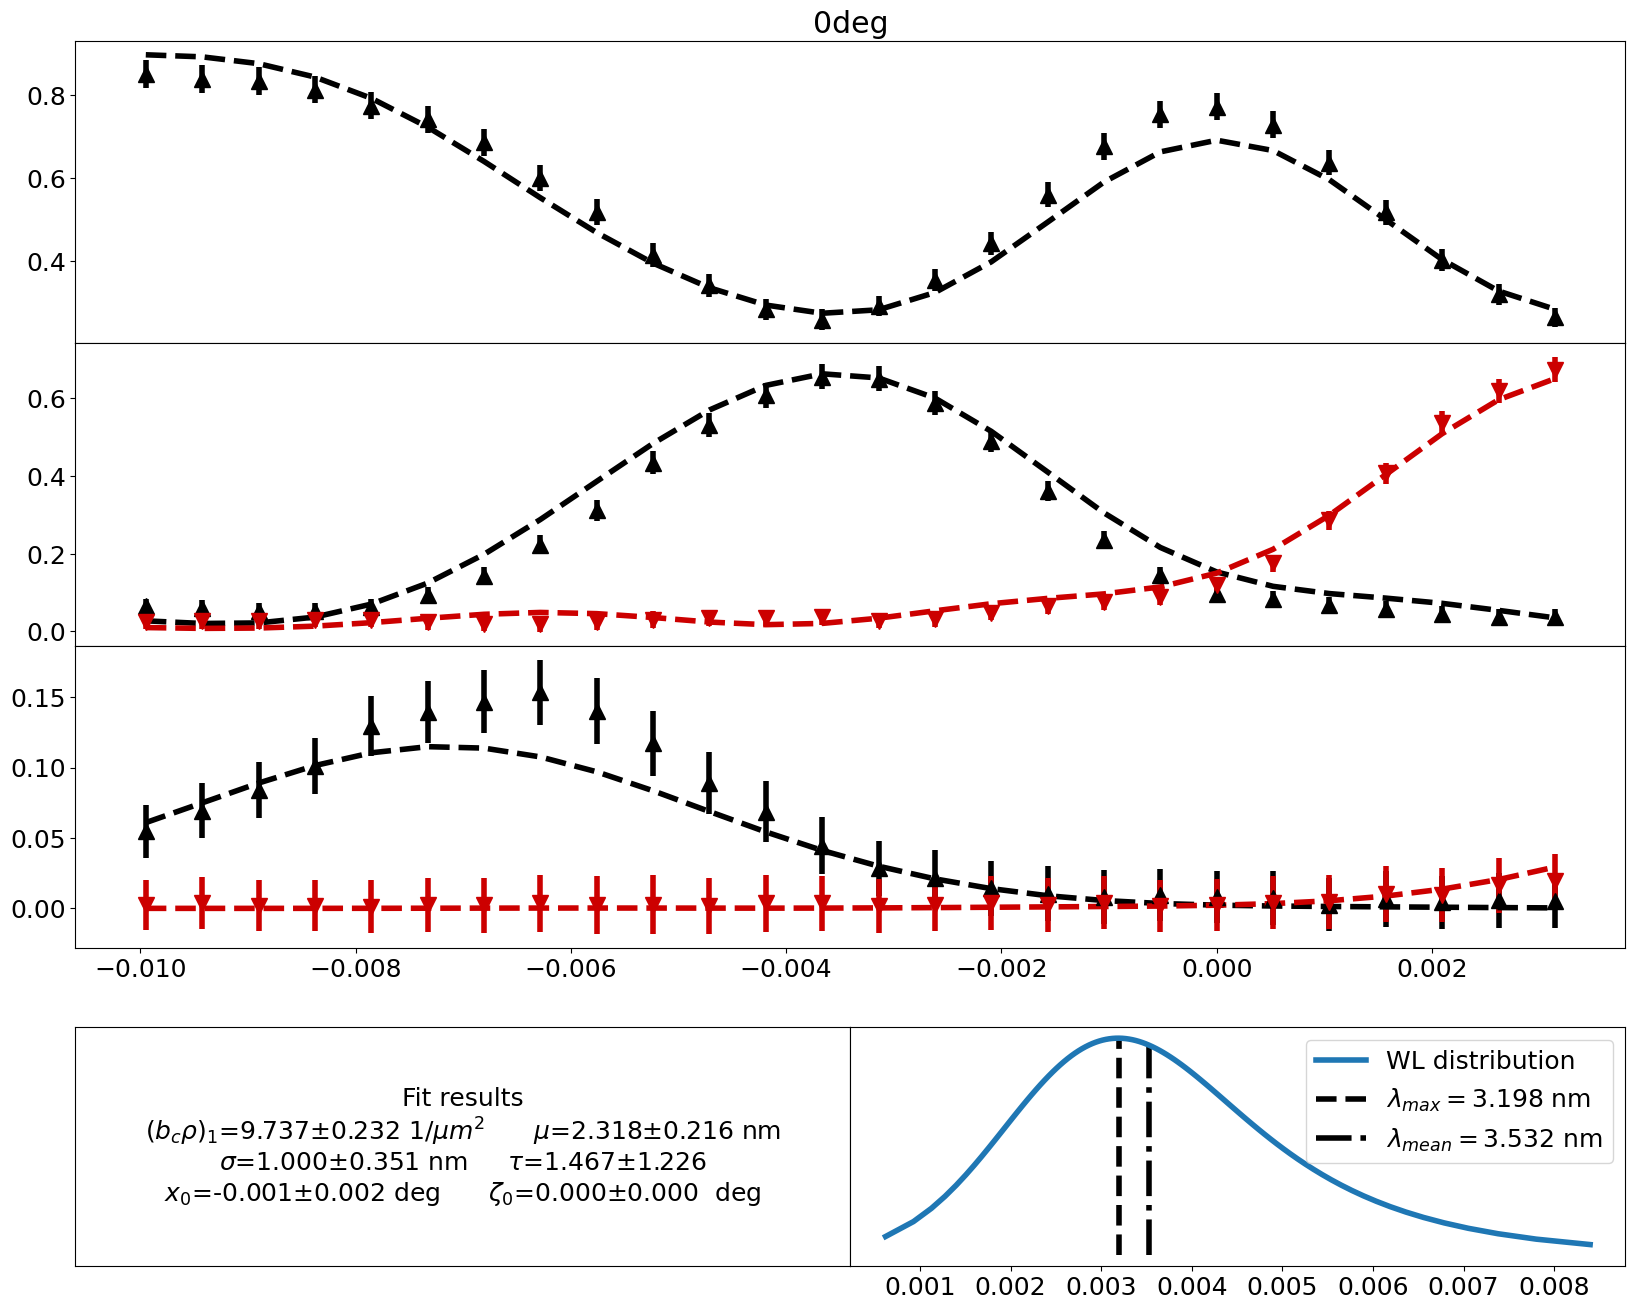 0deg
0.8
0.6
0.4
0.6
0.4
0.2
0.0
0.15
0.10
0.05
0.00
−0.010 −0.008 −0.006 −0.004 −0.002 0.000 0.002
Fit results
(b_cρ)_1=9.737±0.232 1/μm^2 μ=2.318±0.216 nm
σ=1.000±0.351 nm τ=1.467±1.226
x_0=-0.001±0.002 deg ζ_0=0.000±0.000 deg
WL distribution
λ_max = 3.198 nm
λ_mean = 3.532 nm
0.001 0.002 0.003 0.004 0.005 0.006 0.007 0.008